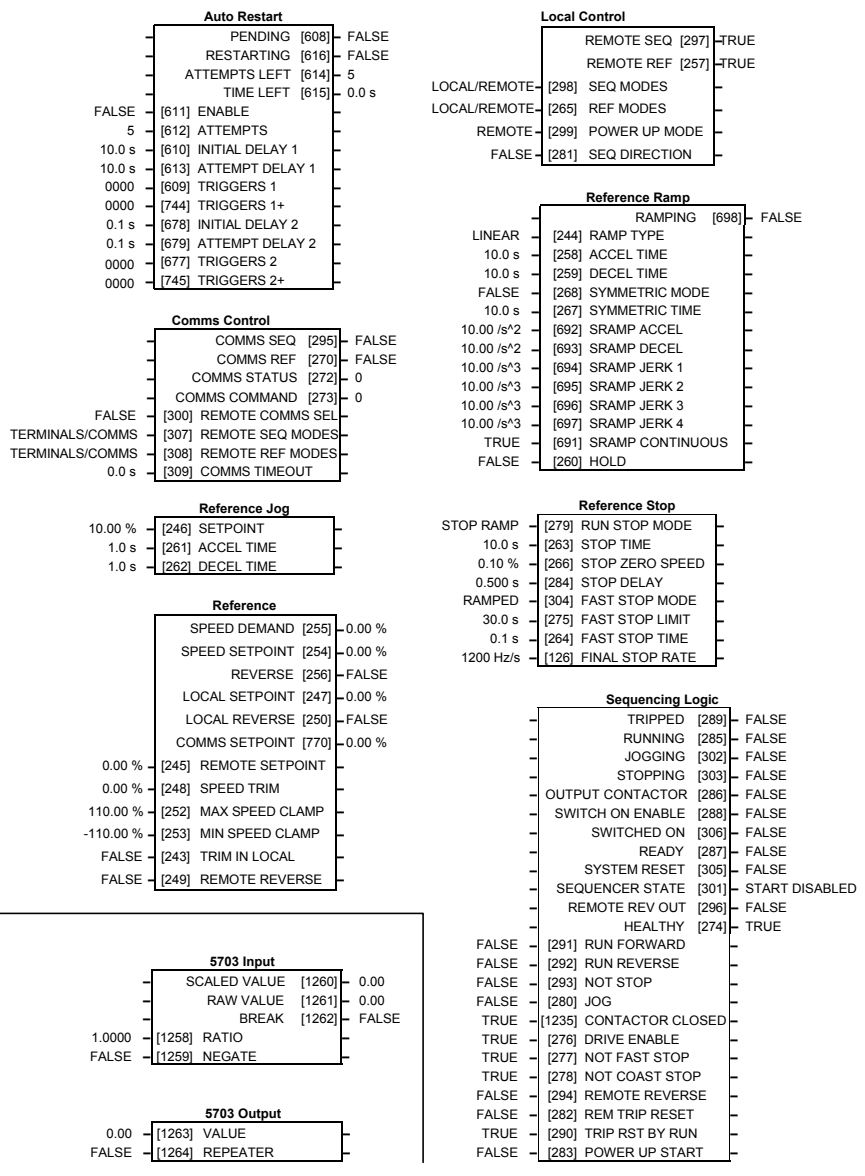 Auto Restart
PENDING [608] FALSE
RESTARTING [616] FALSE
ATTEMPTS LEFT [614] 5
TIME LEFT [615] 0.0 s
FALSE [611] ENABLE
5 [612] ATTEMPTS
10.0 s [610] INITIAL DELAY 1
10.0 s [613] ATTEMPT DELAY 1
0000 [609] TRIGGERS 1
0000 [744] TRIGGERS 1+
0.1 s [678] INITIAL DELAY 2
0.1 s [679] ATTEMPT DELAY 2
0000 [677] TRIGGERS 2
0000 [745] TRIGGERS 2+
Comms Control
COMMS SEQ [295] FALSE
COMMS REF [270] FALSE
COMMS STATUS [272] 0
COMMS COMMAND [273] 0
FALSE [300] REMOTE COMMS SEL
TERMINALS/COMMS [307] REMOTE SEQ MODES
TERMINALS/COMMS [308] REMOTE REF MODES
0.0 s [309] COMMS TIMEOUT
Reference Jog
10.00 % [246] SETPOINT
1.0 s [261] ACCEL TIME
1.0 s [262] DECEL TIME
Reference
SPEED DEMAND [255] 0.00 %
SPEED SETPOINT [254] 0.00 %
REVERSE [256] FALSE
LOCAL SETPOINT [247] 0.00 %
LOCAL REVERSE [250] FALSE
COMMS SETPOINT [770] 0.00 %
0.00 % [245] REMOTE SETPOINT
0.00 % [248] SPEED TRIM
110.00 % [252] MAX SPEED CLAMP
-110.00 % [253] MIN SPEED CLAMP
FALSE [243] TRIM IN LOCAL
FALSE [249] REMOTE REVERSE
5703 Input
SCALED VALUE [1260] 0.00
RAW VALUE [1261] 0.00
BREAK [1262] FALSE
1.0000 [1258] RATIO
FALSE [1259] NEGATE
5703 Output
0.00 [1263] VALUE
FALSE [1264] REPEATER
Local Control
REMOTE SEQ [297] TRUE
REMOTE REF [257] TRUE
LOCAL/REMOTE [298] SEQ MODES
LOCAL/REMOTE [265] REF MODES
REMOTE [299] POWER UP MODE
FALSE [281] SEQ DIRECTION
Reference Ramp
RAMPING [698] FALSE
LINEAR [244] RAMP TYPE
10.0 s [258] ACCEL TIME
10.0 s [259] DECEL TIME
FALSE [268] SYMMETRIC MODE
10.0 s [267] SYMMETRIC TIME
10.00 /s^2 [692] SRAMP ACCEL
10.00 /s^2 [693] SRAMP DECEL
10.00 /s^3 [694] SRAMP JERK 1
10.00 /s^3 [695] SRAMP JERK 2
10.00 /s^3 [696] SRAMP JERK 3
10.00 /s^3 [697] SRAMP JERK 4
TRUE [691] SRAMP CONTINUOUS
FALSE [260] HOLD
Reference Stop
STOP RAMP [279] RUN STOP MODE
10.0 s [263] STOP TIME
0.10 % [266] STOP ZERO SPEED
0.500 s [284] STOP DELAY
RAMPED [304] FAST STOP MODE
30.0 s [275] FAST STOP LIMIT
0.1 s [264] FAST STOP TIME
1200 Hz/s [126] FINAL STOP RATE
Sequencing Logic
TRIPPED [289] FALSE
RUNNING [285] FALSE
JOGGING [302] FALSE
STOPPING [303] FALSE
OUTPUT CONTACTOR [286] FALSE
SWITCH ON ENABLE [288] FALSE
SWITCHED ON [306] FALSE
READY [287] FALSE
SYSTEM RESET [305] FALSE
SEQUENCER STATE [301] START DISABLED
REMOTE REV OUT [296] FALSE
HEALTHY [274] TRUE
FALSE [291] RUN FORWARD
FALSE [292] RUN REVERSE
FALSE [293] NOT STOP
FALSE [280] JOG
TRUE [1235] CONTACTOR CLOSED
TRUE [276] DRIVE ENABLE
TRUE [277] NOT FAST STOP
TRUE [278] NOT COAST STOP
FALSE [294] REMOTE REVERSE
FALSE [282] REM TRIP RESET
TRUE [290] TRIP RST BY RUN
FALSE [283] POWER UP START